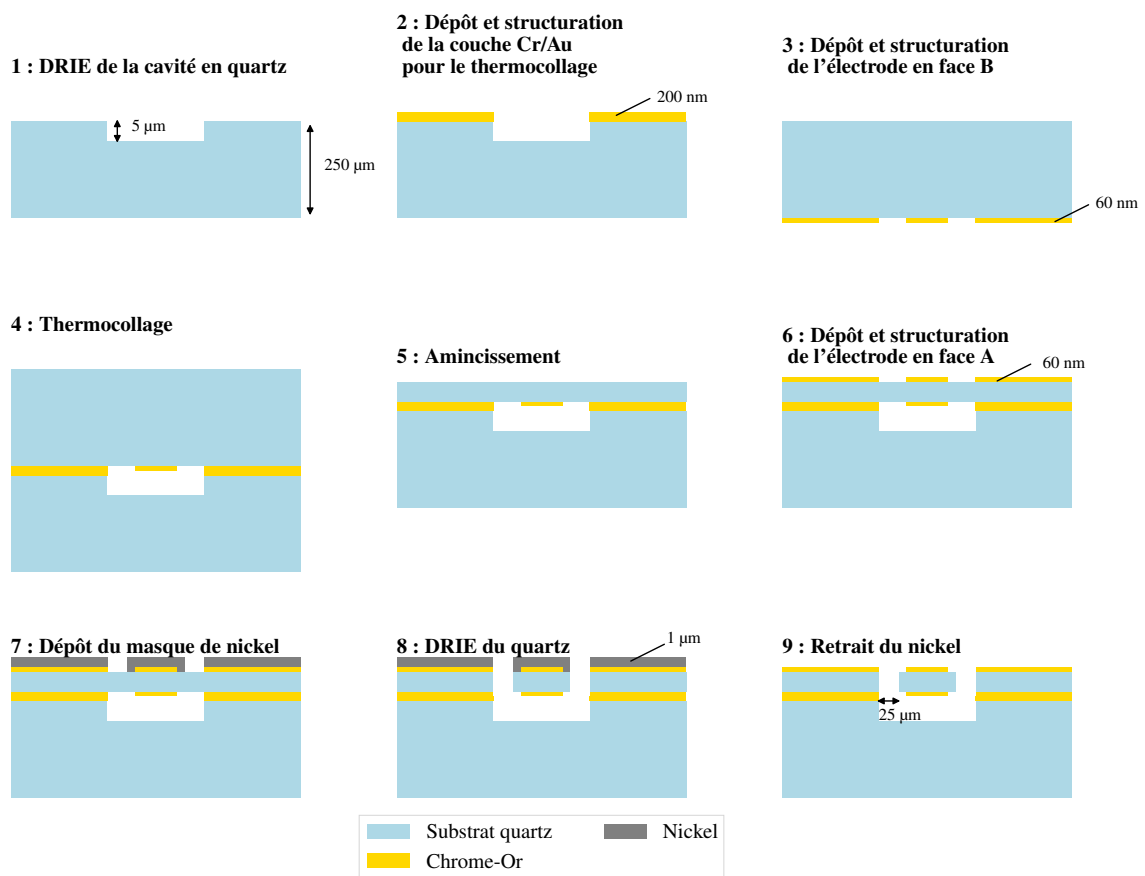 1 : DRIE de la cavité en quartz
5 µm
250 µm
2 : Dépôt et structuration
de la couche Cr/Au
pour le thermocollage
200 nm
3 : Dépôt et structuration
de l’électrode en face B
60 nm
4 : Thermocollage
5 : Amincissement
6 : Dépôt et structuration
de l’électrode en face A
60 nm
7 : Dépôt du masque de nickel
8 : DRIE du quartz
1 µm
9 : Retrait du nickel
25 µm
Substrat quartz
Nickel
Chrome-Or